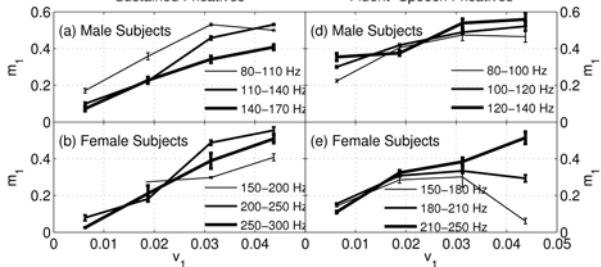 Sustained Fricatives
Fluent-Speech Fricatives
0.6
(a) Male Subjects
0.4
m1
0.2
80−110 Hz
110−140 Hz
140−170 Hz
0
(b) Female Subjects
0.4
m1
0.2
150−200 Hz
200−250 Hz
250−300 Hz
0
0 0.01 0.02 0.03 0.04
v1
(d) Male Subjects
0.6
0.4
m1
0.2
80−100 Hz
100−120 Hz
120−140 Hz
0
(e) Female Subjects
0.4
m1
0.2
150−180 Hz
180−210 Hz
210−250 Hz
0
0 0.01 0.02 0.03 0.04 0.05
v1